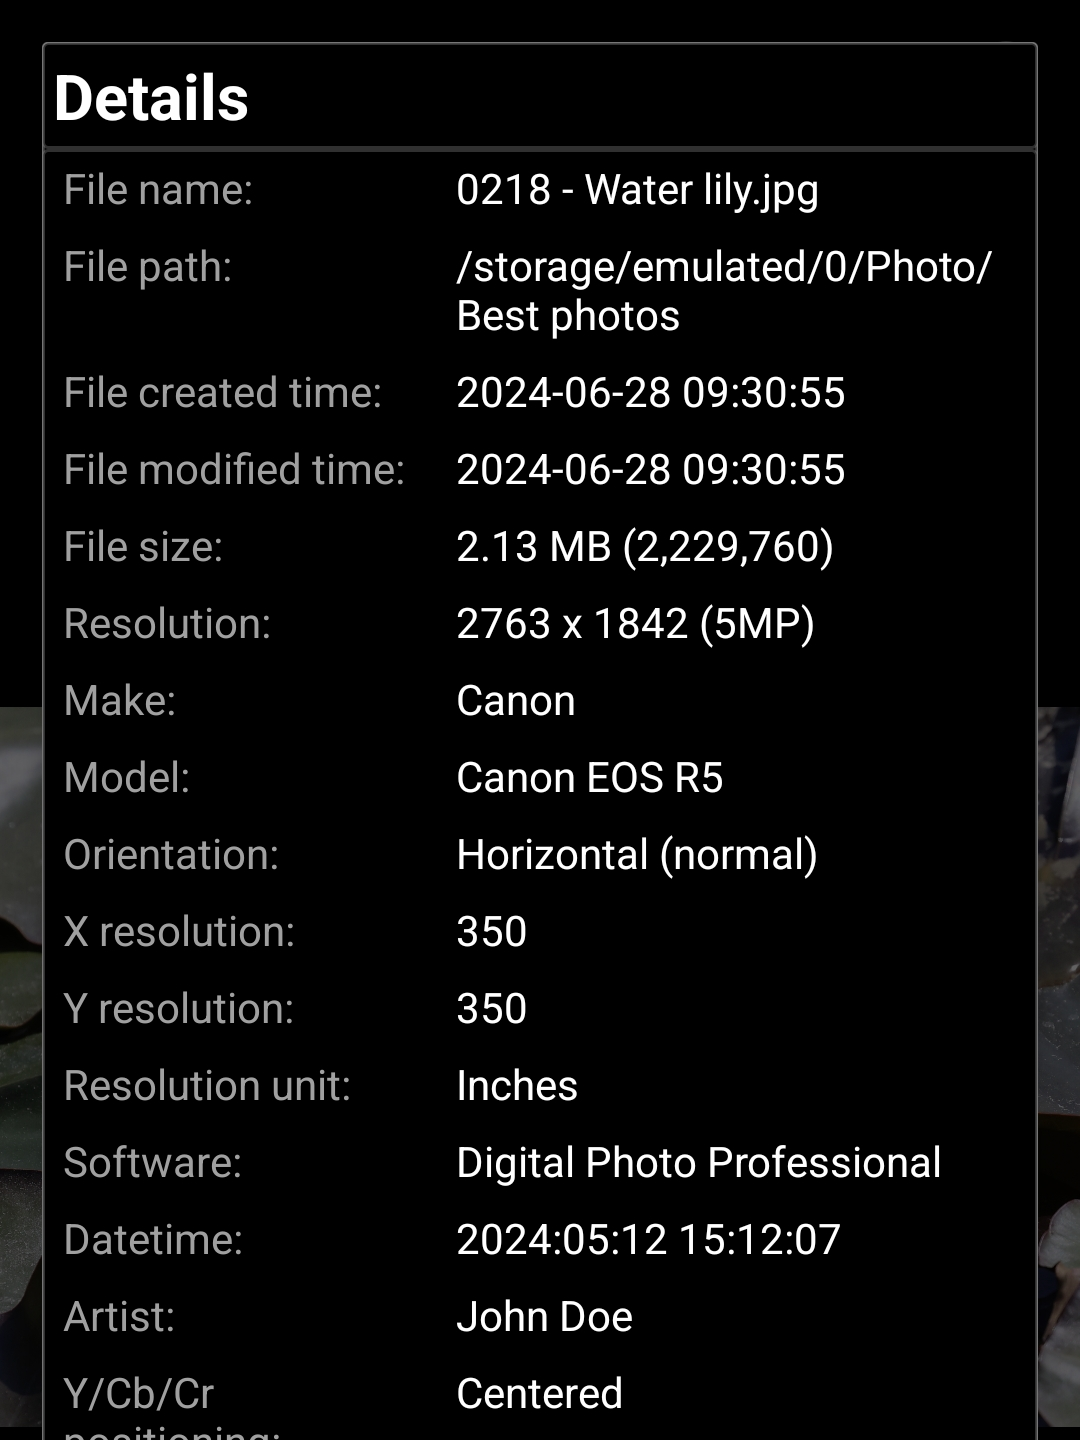 Details
File name: 0218 - Water lily.jpg
File path: /storage/emulated/0/Photo/
Best photos
File created time: 2024-06-28 09:30:55
File modified time: 2024-06-28 09:30:55
File size: 2.13 MB (2,229,760)
Resolution: 2763 x 1842 (5MP)
Make: Canon
Model: Canon EOS R5
Orientation: Horizontal (normal)
X resolution: 350
Y resolution: 350
Resolution unit: Inches
Software: Digital Photo Professional
Datetime: 2024:05:12 15:12:07
Artist: John Doe
Y/Cb/Cr Centered
positioning: